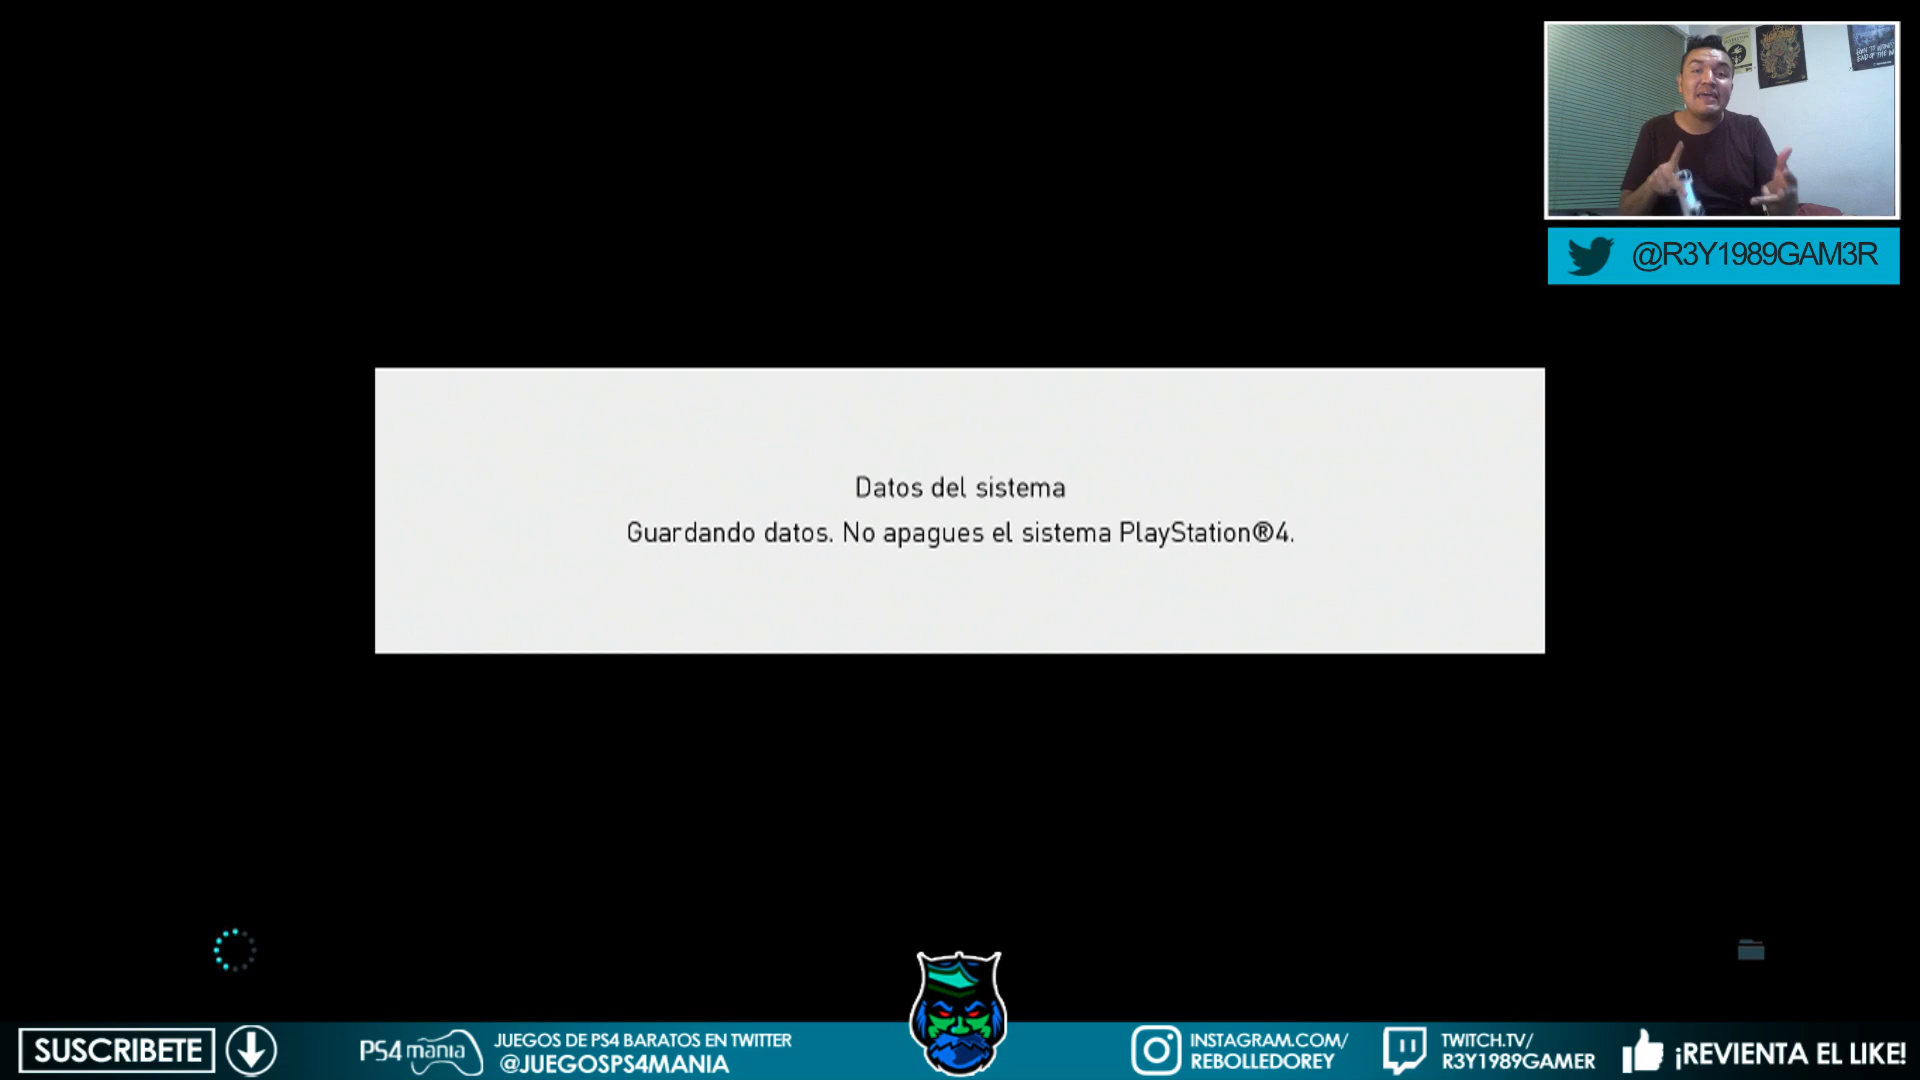 @R3Y1989GAM3R
Datos del sistema
Guardando datos. No apagues el sistema PlayStation®4.
SUSCRIBETE
PS4 mania
JUEGOS DE PS4 BARATOS EN TWITTER
@JUEGOSPS4MANIA
INSTAGRAM.COM/
REBOLLEDOREY
TWITCH.TV/
R3Y1989GAMER
¡REVIENTA EL LIKE!